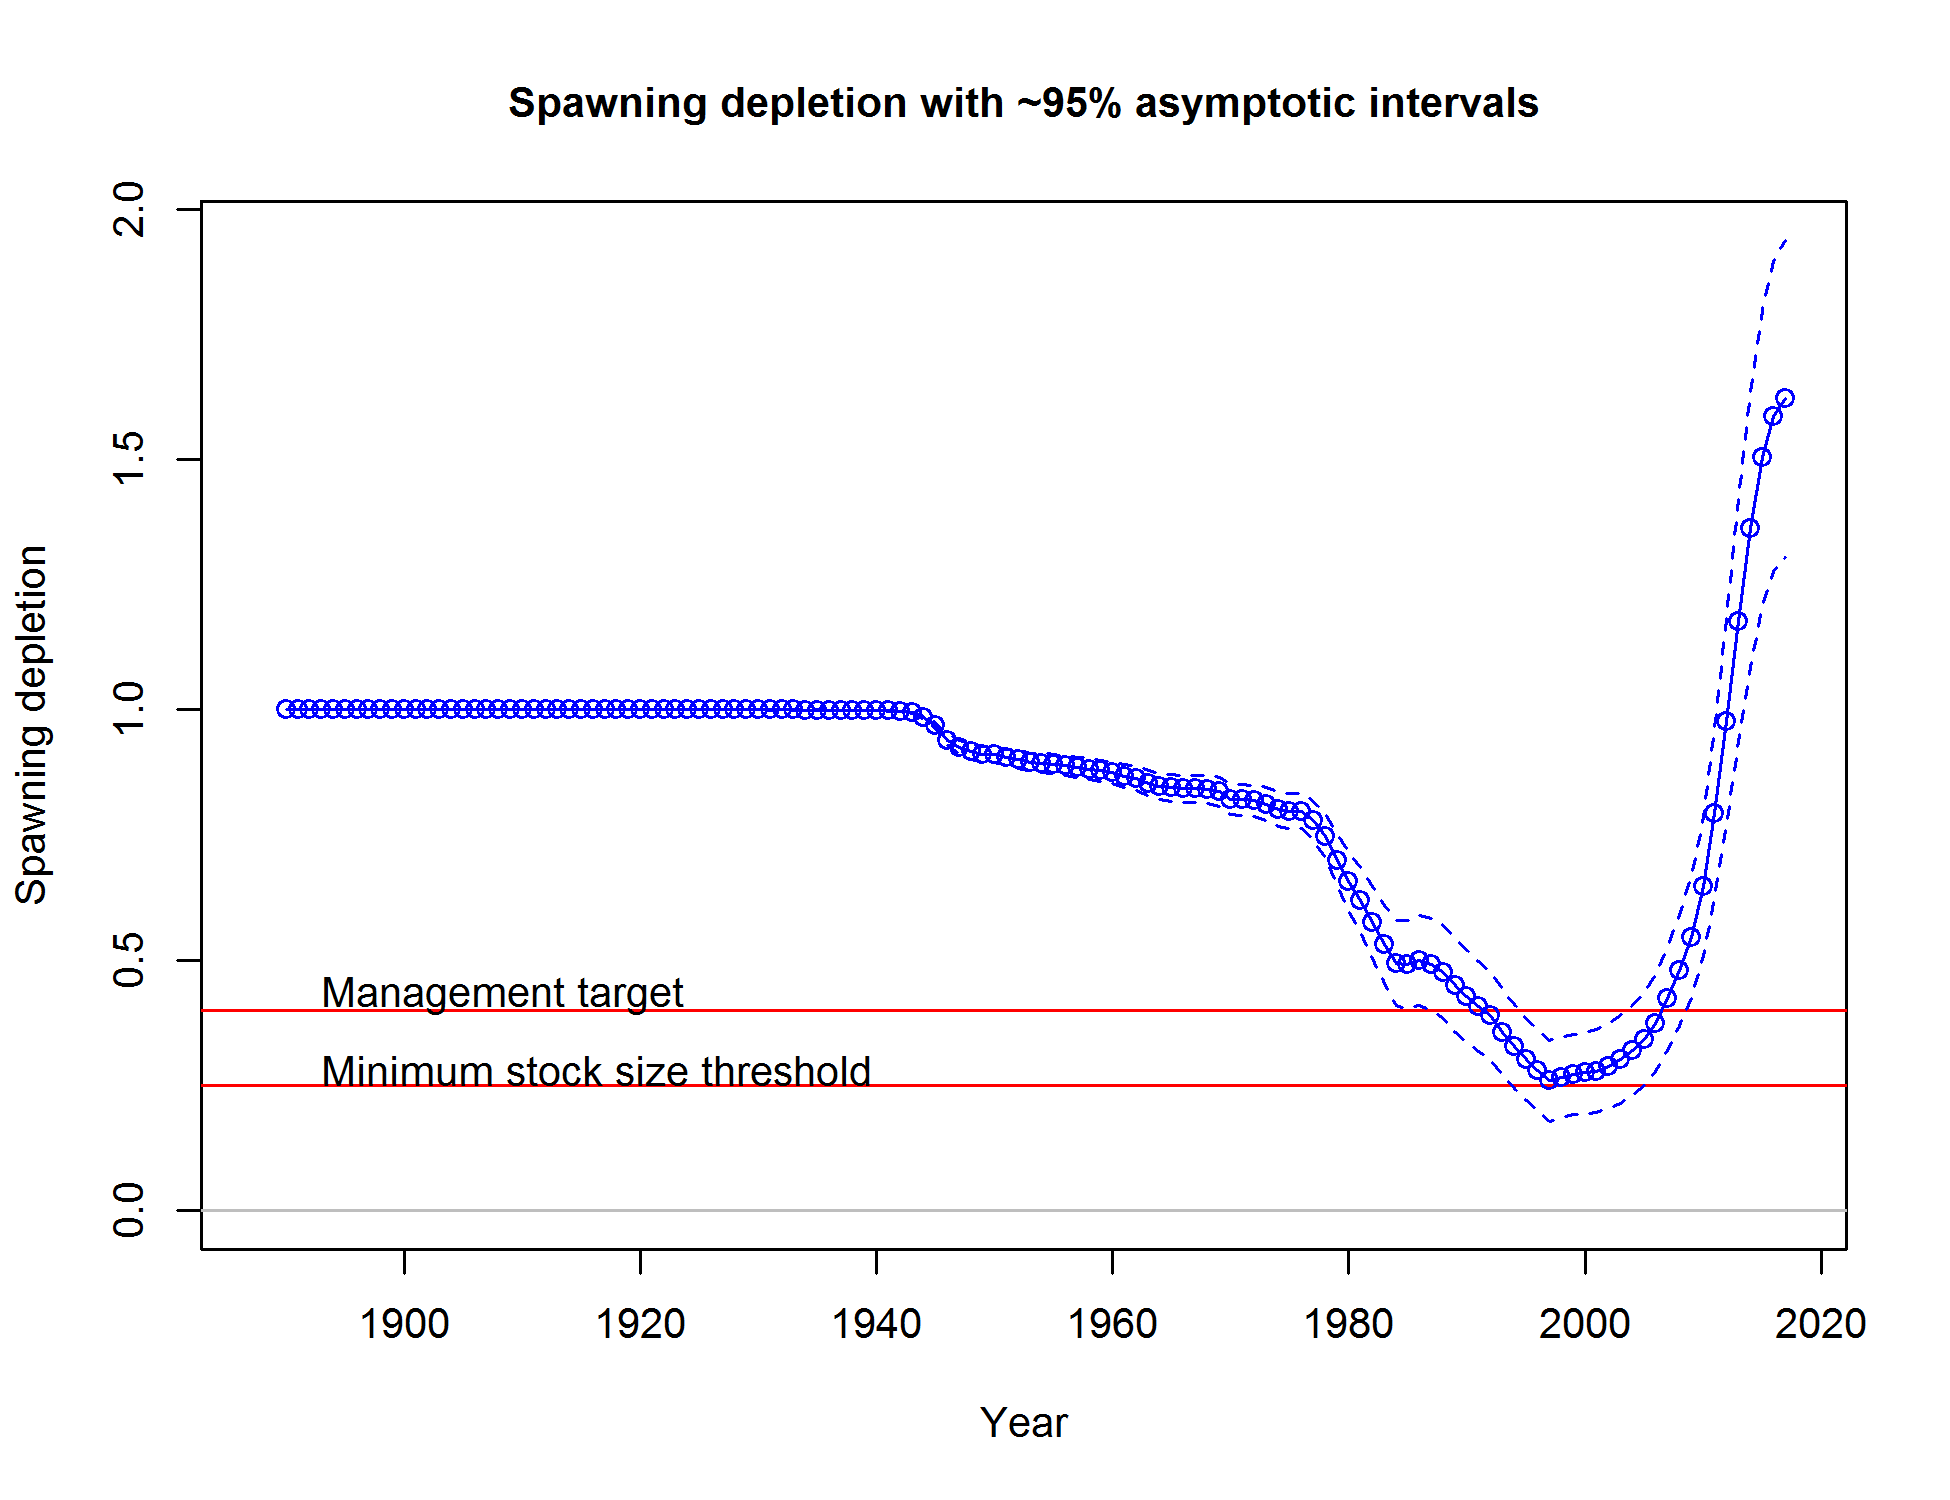 Spawning depletion with ~95% asymptotic intervals
2.0
1.5
1.0
0.5
0.0
Spawning depletion
Management target
Minimum stock size threshold
1900 1920 1940 1960 1980 2000 2020
Year